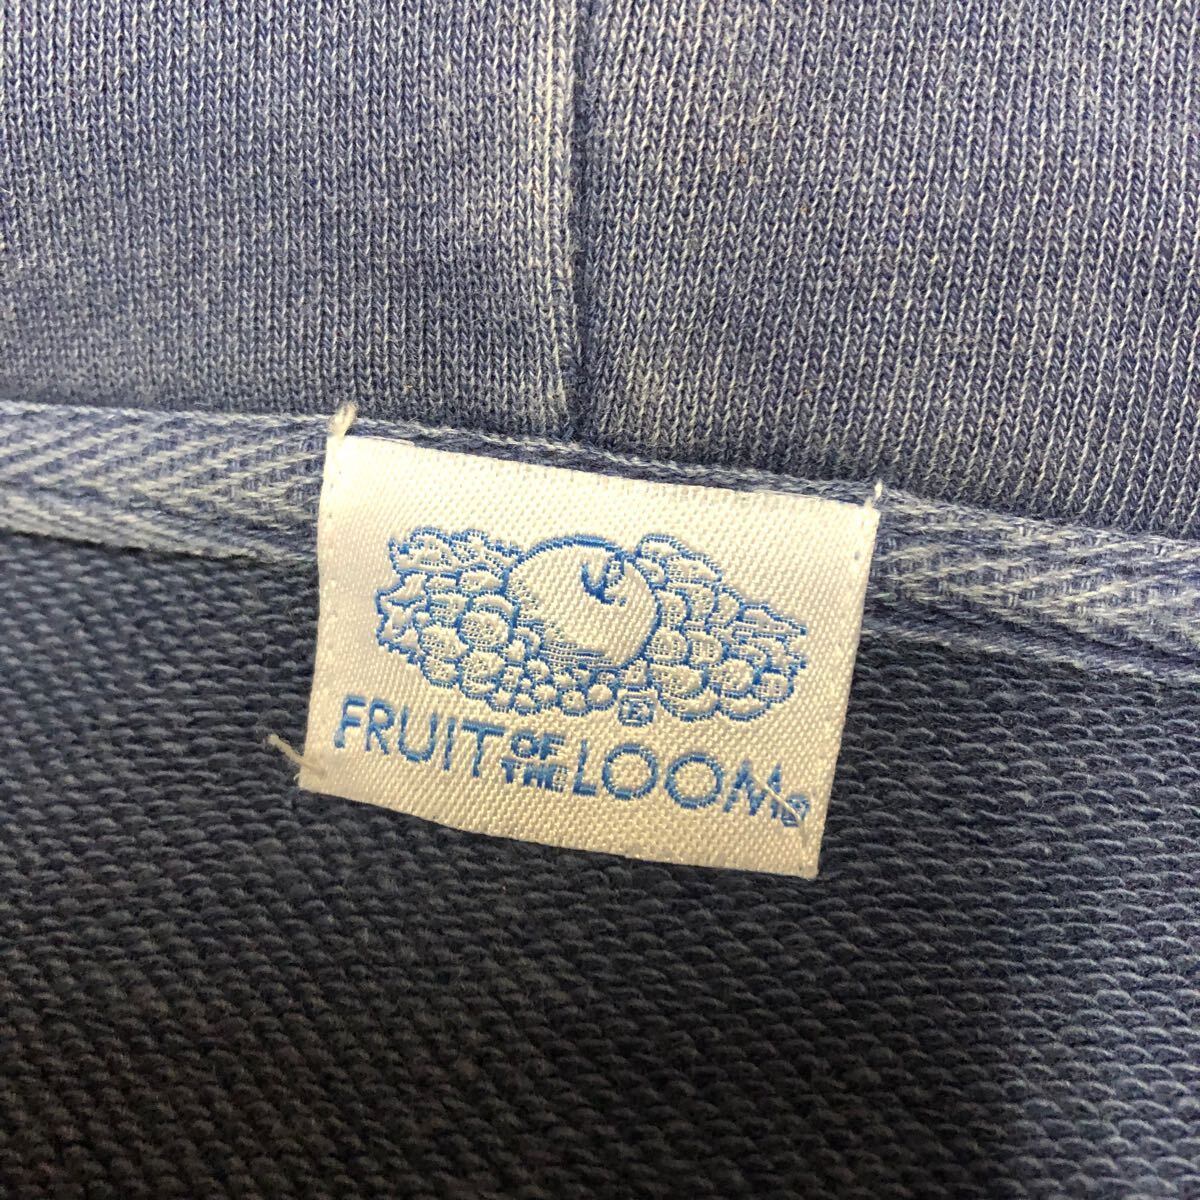 ®
FRUIT OF THE LOOM®